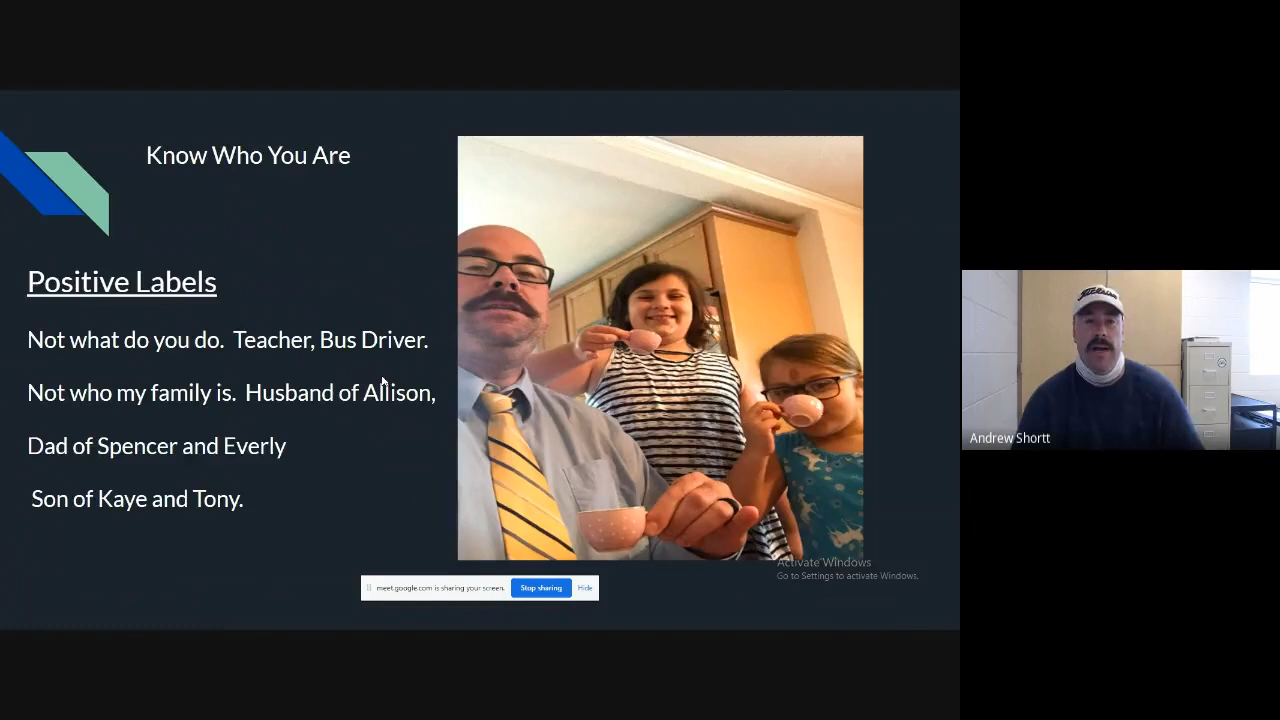 Know Who You Are
Positive Labels
Not what do you do.  Teacher, Bus Driver.
Not who my family is.  Husband of Allison,
Dad of Spencer and Everly
Son of Kaye and Tony.
Activate Windows
Go to Settings to activate Windows.
meet.google.com is sharing your screen.
Stop sharing
Hide
Titleist
Andrew Shortt